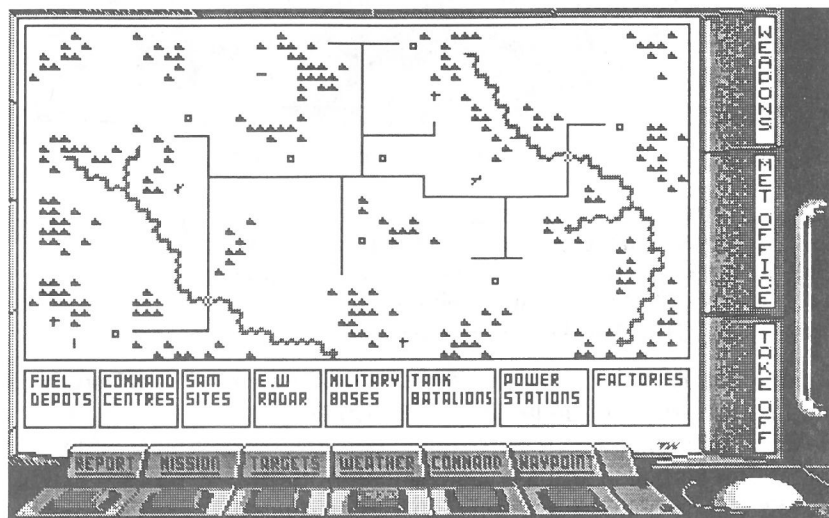 WEAPONS
MET OFFICE
TAKE OFF
FUEL
DEPOTS
COMMAND
CENTRES
SAM
SITES
E.W
RADAR
MILITARY
BASES
TANK
BATALIONS
POWER
STATIONS
FACTORIES
REPORT
MISSION
TARGETS
WEATHER
COMMAND
WAYPOINT